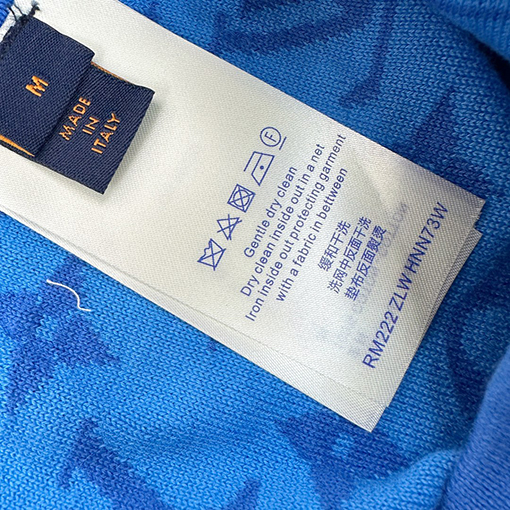 M
MADE
IN
ITALY
Gentle dry clean
Dry clean inside out in a net
Iron inside out protecting garment
with a fabric in bettween
缓和干洗
洗网中反面干洗
垫布反面熨烫
RM222 ZLW HNN73W